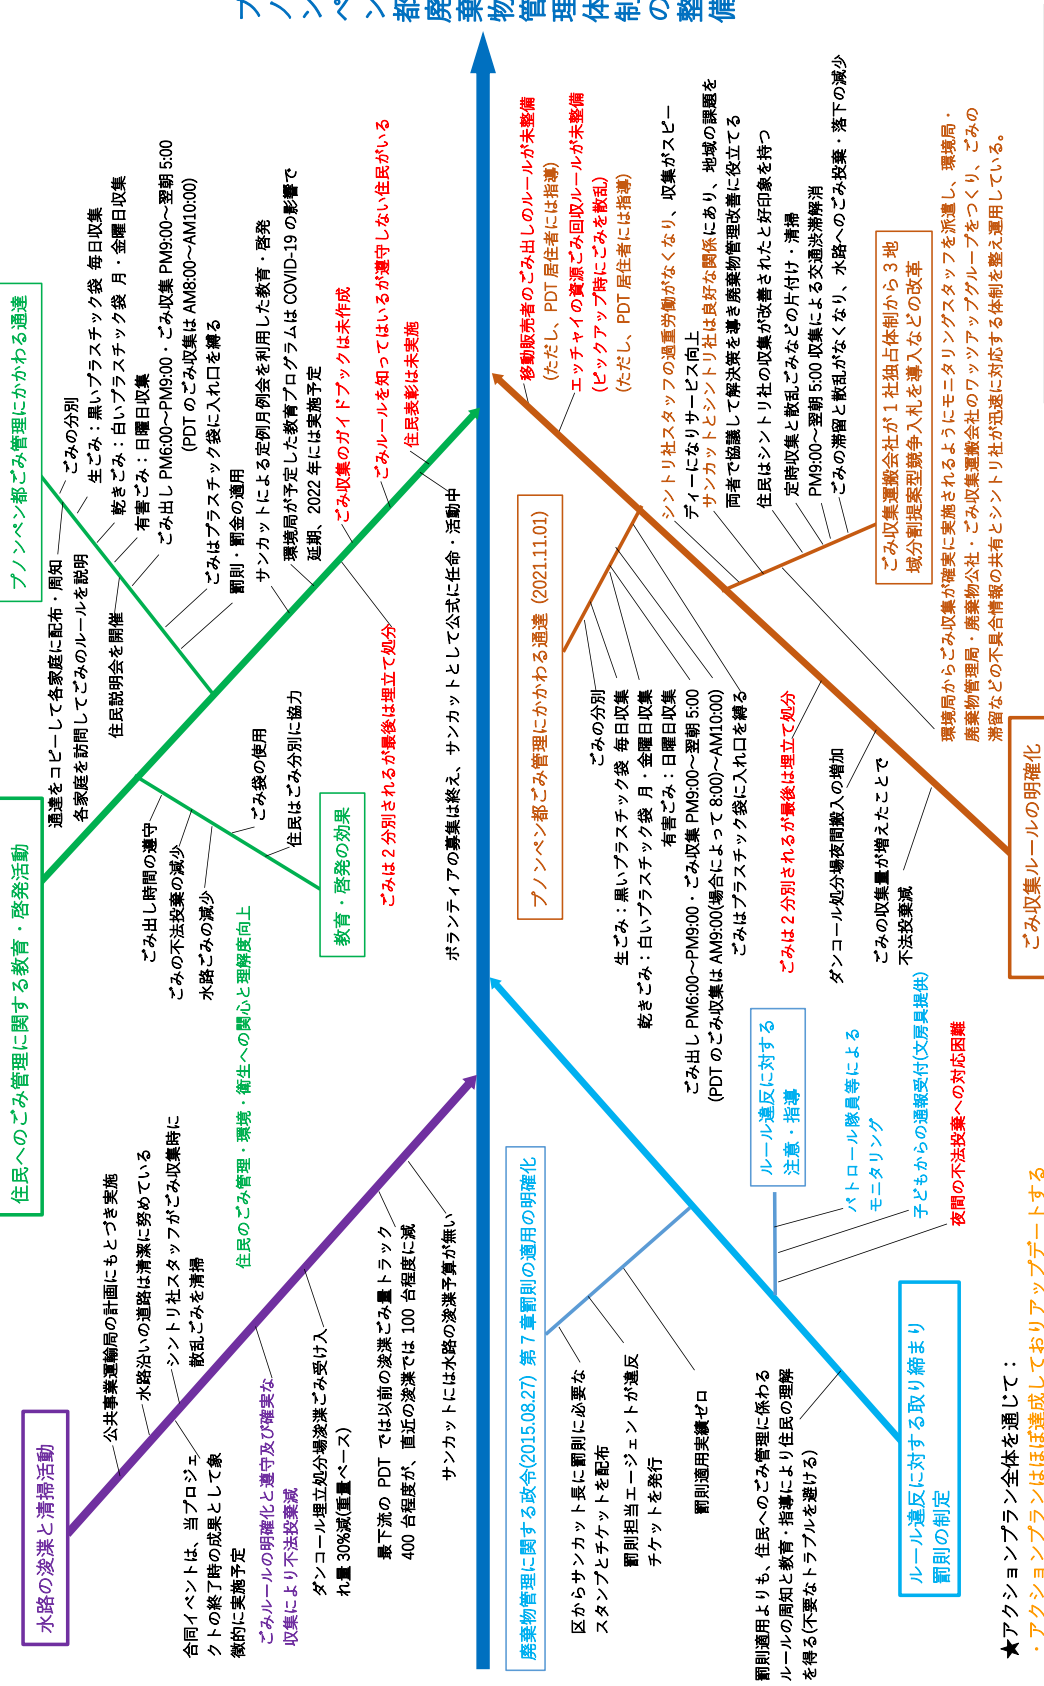 プノンペン都廃棄物管理体制の整備
水路の浚渫と清掃活動
公共事業運輸局の計画にもとづき実施
水路沿いの道路は清潔に努めている
シントリ社スタッフがごみ収集時に
散乱ごみを清掃
合同イベントは、当プロジェ
クトの終了時の成果として象
徴的に実施予定
ごみルールの明確化と遵守及び確実な
収集により不法投棄減
ダンコール埋立処分場浚渫ごみ受け入
れ量 30%減(重量ベース)
最下流の PDT では以前の浚渫ごみ量トラック
400 台程度が、直近の浚渫では 100 台程度に減
サンカットには水路の浚渫予算が無い
住民へのごみ管理に関する教育・啓発活動
ごみ出し時間の遵守
ごみの不法投棄の減少
水路ごみの減少
ごみ袋の使用
住民はごみ分別に協力
教育・啓発の効果
住民のごみ管理・環境・衛生への関心と理解度向上
通達をコピーして各家庭に配布・周知
各家庭を訪問してごみのルールを説明
住民説明会を開催
プノンペン都ごみ管理にかかわる通達
ごみの分別
生ごみ：黒いプラスチック袋 毎日収集
乾きごみ：白いプラスチック袋 月・金曜日収集
有害ごみ：日曜日収集
ごみ出し PM6:00～PM9:00・ごみ収集 PM9:00～翌朝 5:00
(PDT のごみ収集は AM8:00～AM10:00)
ごみはプラスチック袋に入れ口を縛る
罰則・罰金の適用
サンカットによる定例月例会を利用した教育・啓発
環境局が予定した教育プログラムは COVID-19 の影響で
延期、2022 年には実施予定
ごみ収集のガイドブックは未作成
ごみルールを知ってはいるが遵守しない住民がいる
住民表彰は未実施
ごみは 2 分別されるが最後は埋立て処分
ボランティアの募集は終え、サンカットとして公式に任命・活動中
廃棄物管理に関する政令(2015.08.27) 第 7 章罰則の適用の明確化
区からサンカット長に罰則に必要な
スタンプとチケットを配布
罰則担当エージェントが違反
チケットを発行
罰則適用実績ゼロ
罰則適用よりも、住民へのごみ管理に係わる
ルールの周知と教育・指導により住民の理解
を得る(不要なトラブルを避ける)
ルール違反に対する
注意・指導
パトロール隊員等による
モニタリング
子どもからの通報受付(文房具提供)
夜間の不法投棄への対応困難
ルール違反に対する取り締まり
罰則の制定
プノンペン都ごみ管理にかかわる通達 (2021.11.01)
ごみの分別
生ごみ：黒いプラスチック袋 毎日収集
乾きごみ：白いプラスチック袋 月・金曜日収集
有害ごみ：日曜日収集
ごみ出し PM6:00～PM9:00・ごみ収集 PM9:00～翌朝 5:00
(PDT のごみ収集は AM9:00(場合によって 8:00)～AM10:00)
ごみはプラスチック袋に入れ口を縛る
ごみは 2 分別されるが最後は埋立て処分
ダンコール処分場夜間搬入の増加
ごみの収集量が増えたことで
不法投棄減
移動販売者のごみ出しのルールが未整備
(ただし、PDT 居住者には指導)
エッチャイの資源ごみ回収ルールが未整備
(ピックアップ時にごみを散乱)
(ただし、PDT 居住者には指導)
シントリ社スタッフの過重労働がなくなり、収集がスピー
ディーになりサービス向上
サンカットとシントリ社は良好な関係にあり、地域の課題を
両者で協議して解決策を導き廃棄物管理改善に役立てる
住民はシントリ社の収集が改善されたと好印象を持つ
定時収集と散乱ごみなどの片付け・清掃
PM9:00～翌朝 5:00 収集による交通渋滞解消
ごみの滞留と散乱がなくなり、水路へのごみ投棄・落下の減少
ごみ収集運搬会社が 1 社独占体制から 3 地
域分割提案型競争入札を導入などの改革
環境局からごみ収集が確実に実施されるようにモニタリングスタッフを派遣し、環境局・
廃棄物管理局・廃棄物公社・ごみ収集運搬会社のワッツアップグループをつくり、ごみの
滞留などの不具合情報の共有とシントリ社が迅速に対応する体制を整え運用している。
ごみ収集ルールの明確化
★アクションプラン全体を通じて：
・アクションプランはほぼ達成しておりアップデートする